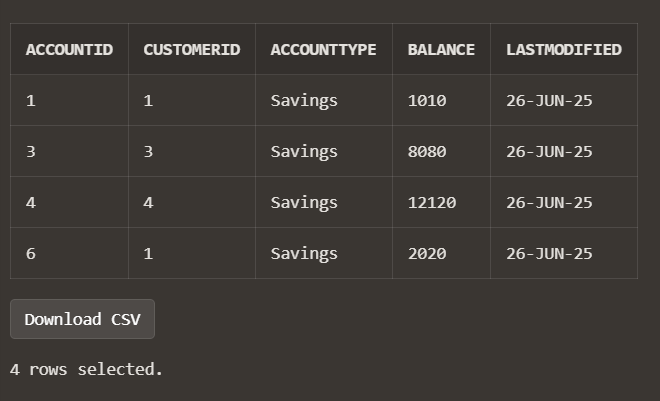 ACCOUNTID CUSTOMERID ACCOUNTTYPE BALANCE LASTMODIFIED
1 1 Savings 1010 26-JUN-25
3 3 Savings 8080 26-JUN-25
4 4 Savings 12120 26-JUN-25
6 1 Savings 2020 26-JUN-25
Download CSV
4 rows selected.